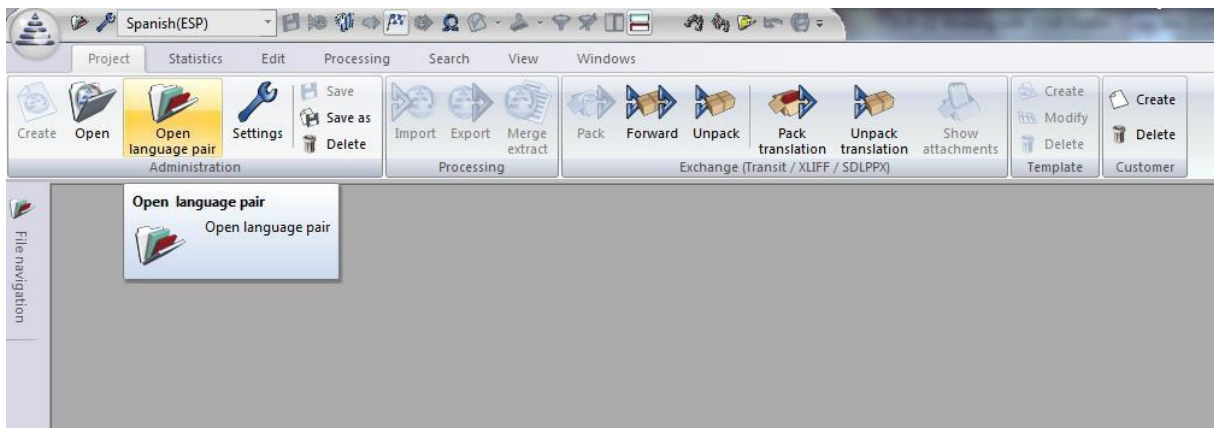 Spanish(ESP)
Project Statistics Edit Processing Search View Windows
Create
Open
Open
language pair
Settings
Save
Save as
Delete
Administration
Import
Export
Merge
extract
Processing
Pack
Forward
Unpack
Pack
translation
Unpack
translation
Show
attachments
Exchange (Transit / XLIFF / SDLPPX)
Create
Modify
Delete
Template
Create
Delete
Customer
File navigation
Open language pair
Open language pair